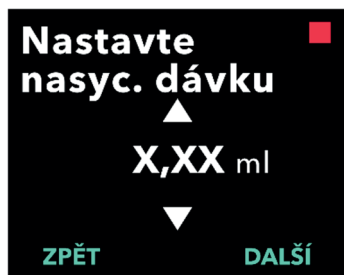 Nastavte
nasyc. dávku
X,XX ml
ZPĚT DALŠÍ